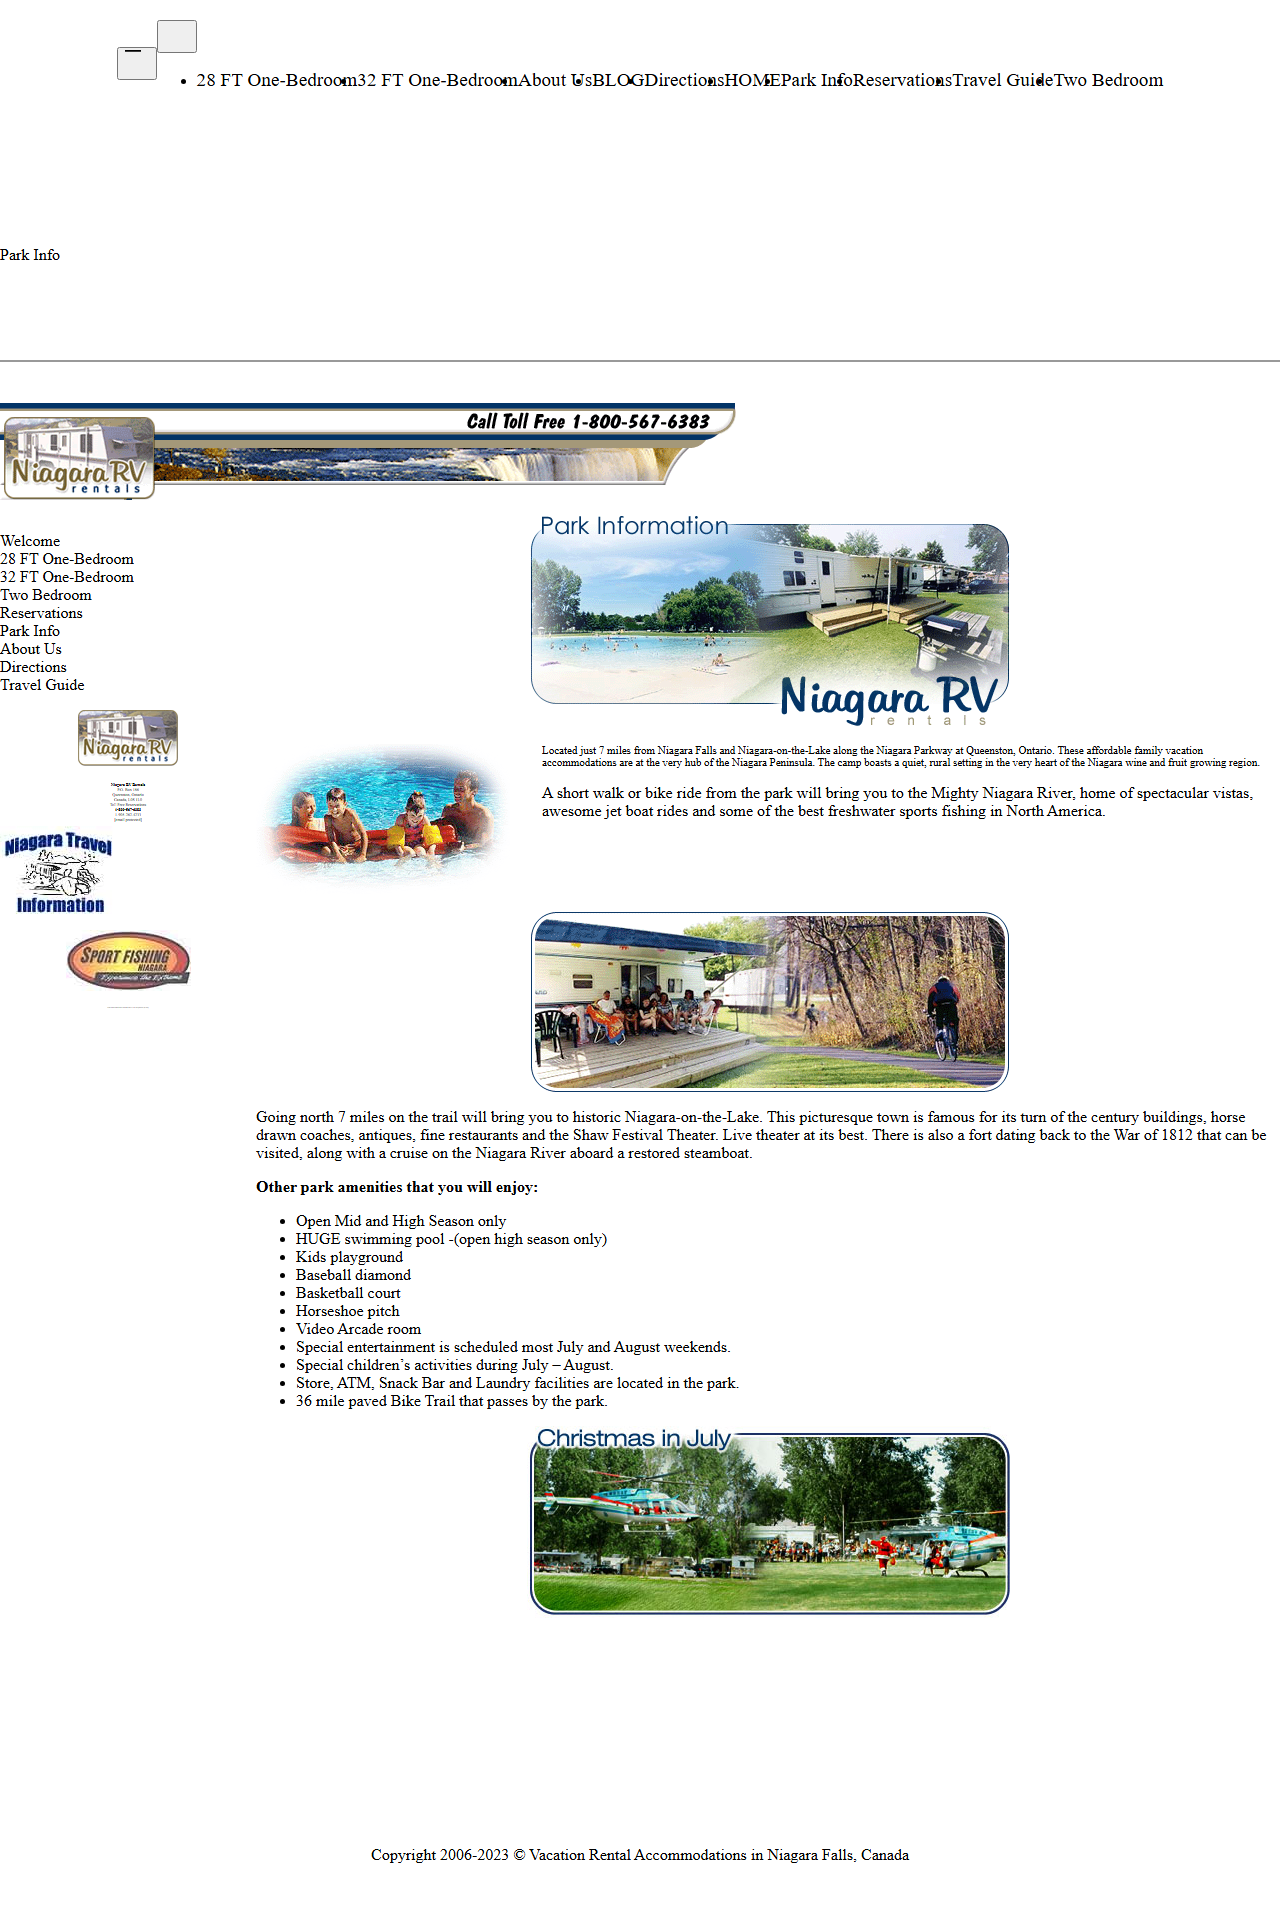 28 FT One-Bedroom 32 FT One-Bedroom About Us BLOG Directions HOME Park Info Reservations Travel Guide Two Bedroom
Park Info
Call Toll Free 1-800-567-6383
Niagara RV
rentals
Welcome
28 FT One-Bedroom
32 FT One-Bedroom
Two Bedroom
Reservations
Park Info
About Us
Directions
Travel Guide
Niagara RV
rentals
Niagara Travel
Information
SPORT FISHING
NIAGARA
Experience the Extreme
Park Information
Niagara RV
rentals
Located just 7 miles from Niagara Falls and Niagara-on-the-Lake along the Niagara Parkway at Queenston, Ontario. These affordable family vacation
accommodations are at the very hub of the Niagara Peninsula. The camp boasts a quiet, rural setting in the very heart of the Niagara wine and fruit growing region.
A short walk or bike ride from the park will bring you to the Mighty Niagara River, home of spectacular vistas,
awesome jet boat rides and some of the best freshwater sports fishing in North America.
Going north 7 miles on the trail will bring you to historic Niagara-on-the-Lake. This picturesque town is famous for its turn of the century buildings, horse
drawn coaches, antiques, fine restaurants and the Shaw Festival Theater. Live theater at its best. There is also a fort dating back to the War of 1812 that can be
visited, along with a cruise on the Niagara River aboard a restored steamboat.
Other park amenities that you will enjoy:
Open Mid and High Season only
HUGE swimming pool -(open high season only)
Kids playground
Baseball diamond
Basketball court
Horseshoe pitch
Video Arcade room
Special entertainment is scheduled most July and August weekends.
Special children’s activities during July – August.
Store, ATM, Snack Bar and Laundry facilities are located in the park.
36 mile paved Bike Trail that passes by the park.
Christmas in July
Copyright 2006-2023 © Vacation Rental Accommodations in Niagara Falls, Canada